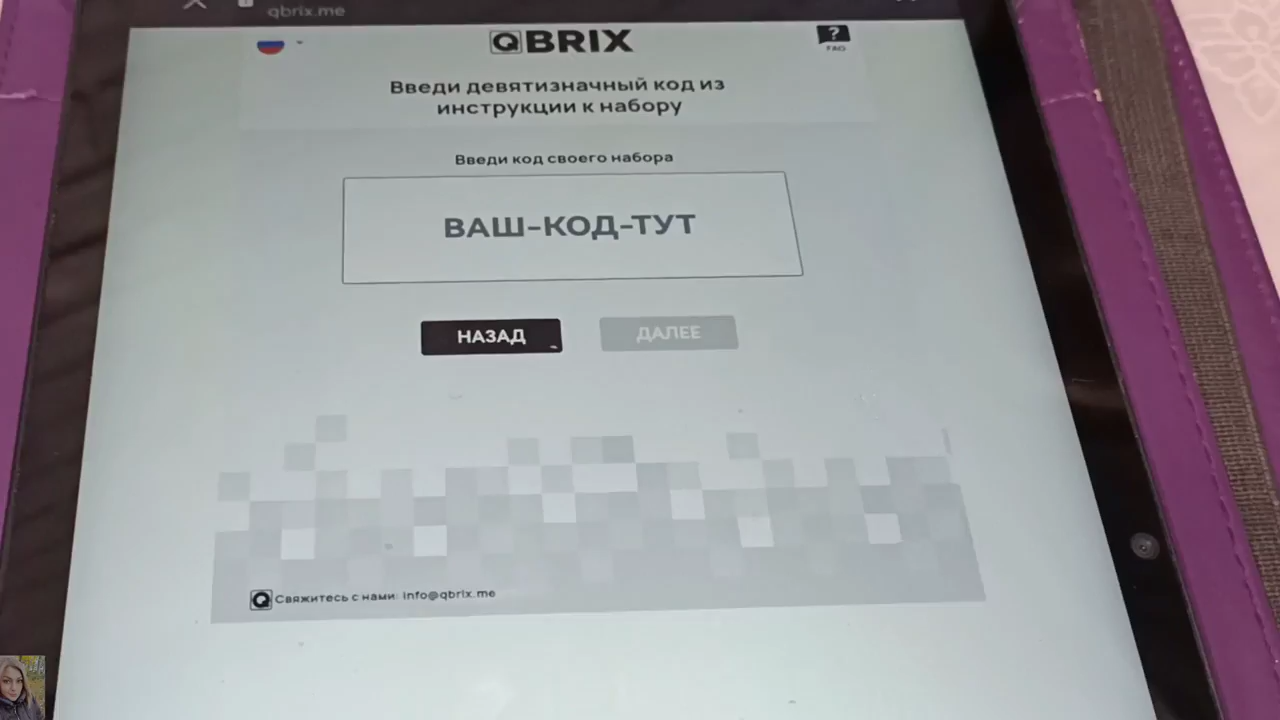 qbrix.me
QBRIX
?
FAQ
Введи девятизначный код из
инструкции к набору
Введи код своего набора
ВАШ-КОД-ТУТ
НАЗАД
ДАЛЕЕ
Q Свяжитесь с нами: info@qbrix.me